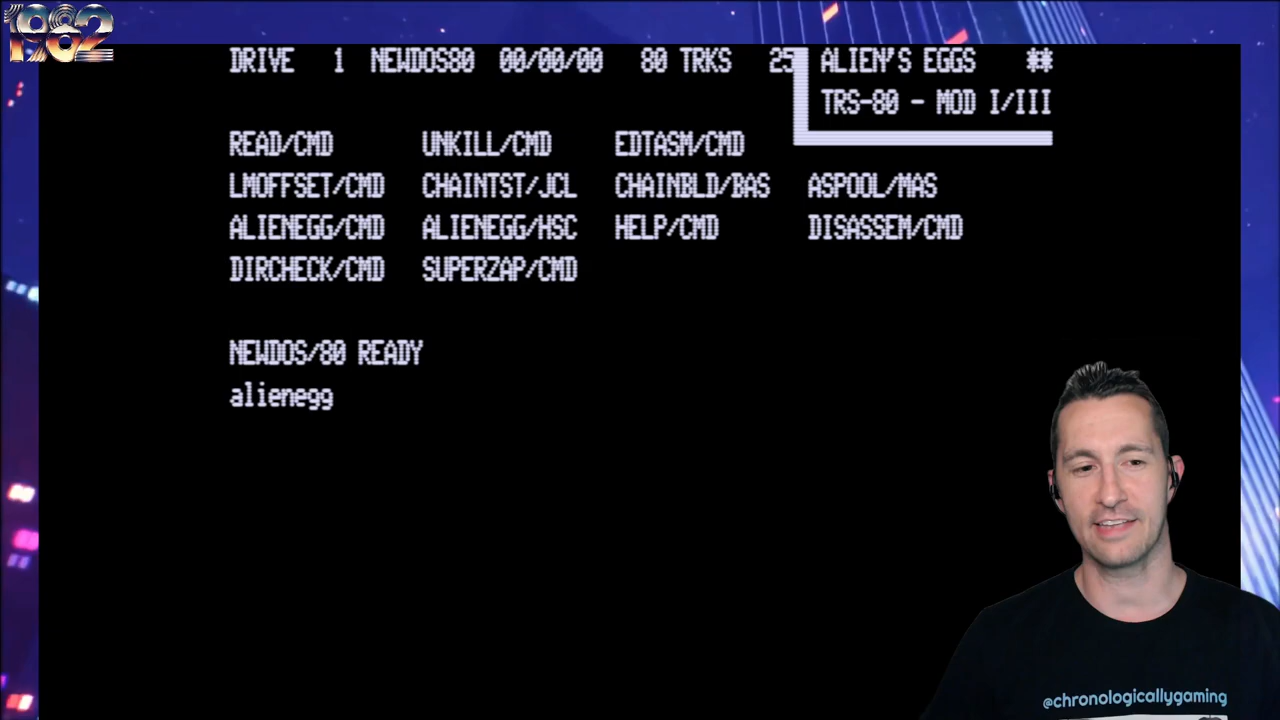 1982
DRIVE 1 NEWDOS80 00/00/00 80 TRKS 25
ALIEN'S EGGS **
TRS-80 - MOD I/III
READ/CMD UNKILL/CMD EDTASM/CMD
LMOFFSET/CMD CHAINTST/JCL CHAINBLD/BAS ASPOOL/MAS
ALIENEGG/CMD ALIENEGG/HSC HELP/CMD DISASSEM/CMD
DIRCHECK/CMD SUPERZAP/CMD
NEWDOS/80 READY
alienegg
@chronologicallygaming